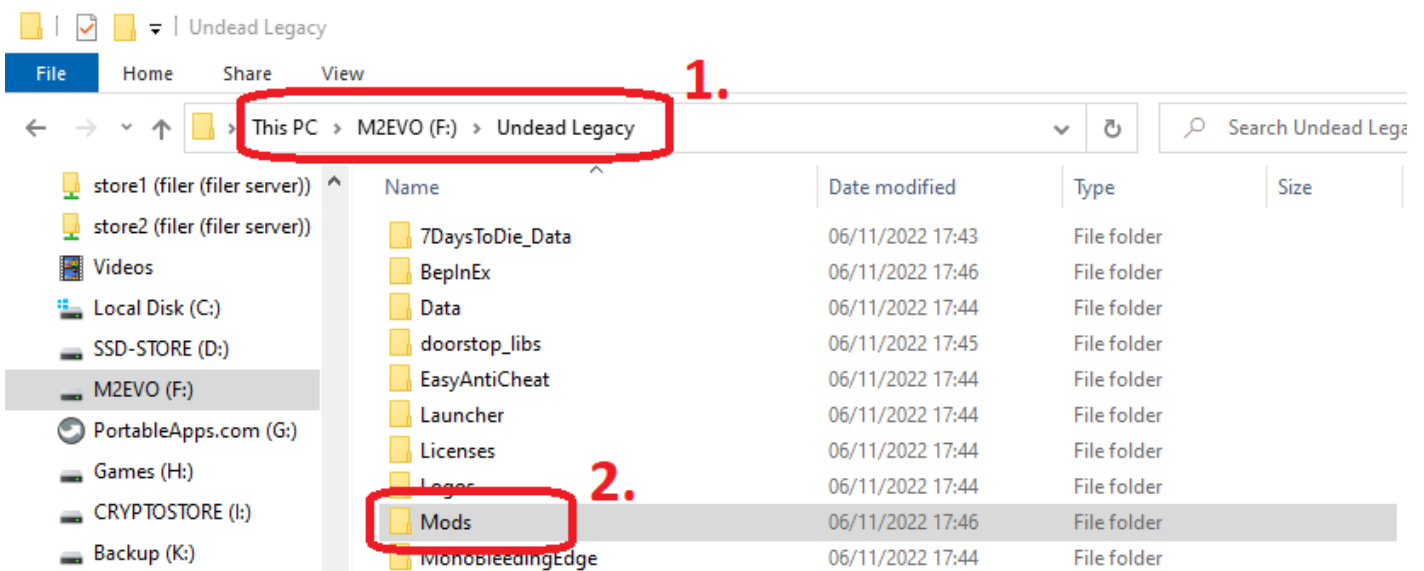 Undead Legacy
File Home Share View
1.
This PC > M2EVO (F:) > Undead Legacy
Search Undead Lega
Name Date modified Type Size
store1 (filer (filer server))
store2 (filer (filer server))
Videos
Local Disk (C:)
SSD-STORE (D:)
M2EVO (F:)
PortableApps.com (G:)
Games (H:)
CRYPTOSTORE (I:)
Backup (K:)
7DaysToDie_Data 06/11/2022 17:43 File folder
BepInEx 06/11/2022 17:46 File folder
Data 06/11/2022 17:44 File folder
doorstop_libs 06/11/2022 17:45 File folder
EasyAntiCheat 06/11/2022 17:44 File folder
Launcher 06/11/2022 17:44 File folder
Licenses 06/11/2022 17:44 File folder
Logos 06/11/2022 17:44 File folder
2.
Mods 06/11/2022 17:46 File folder
MonoBleedingEdge 06/11/2022 17:44 File folder